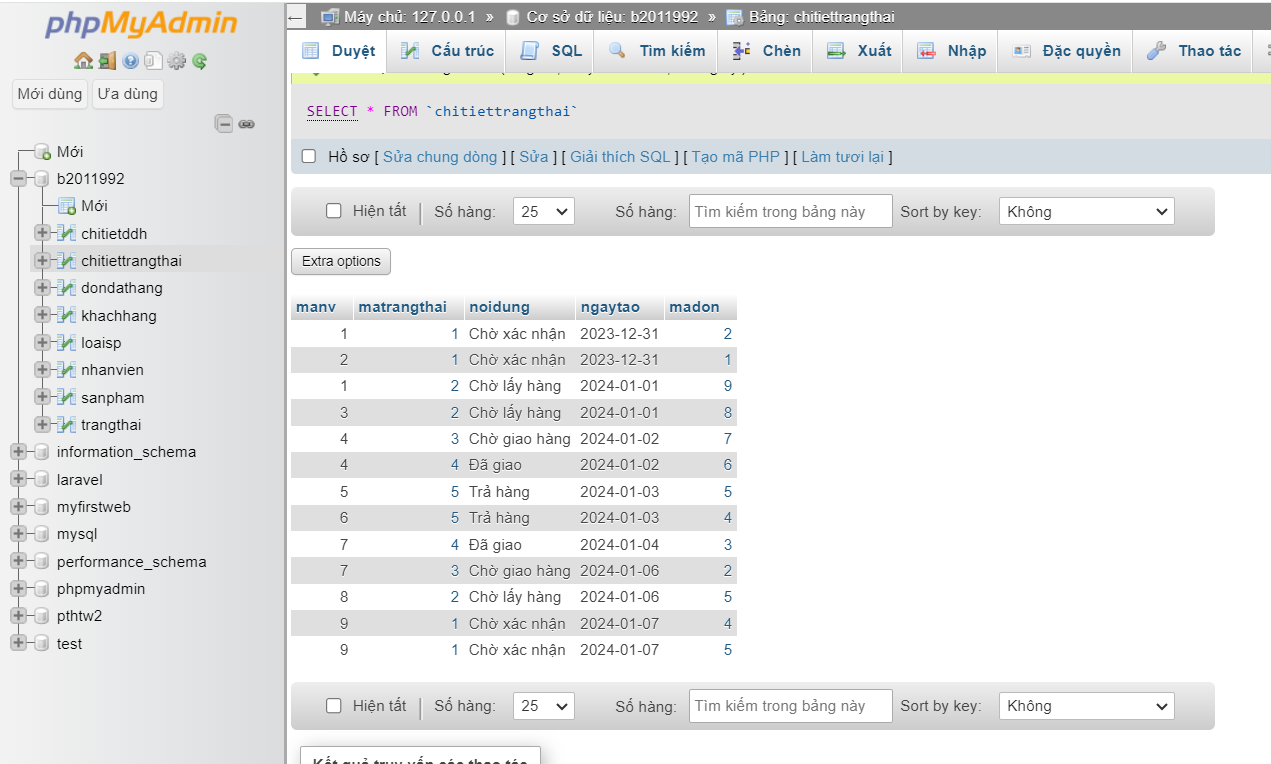 phpMyAdmin
Mới dùng Ưa dùng
Mới
b2011992
Mới
chitietddh
chitiettrangthai
dondathang
khachhang
loaisp
nhanvien
sanpham
trangthai
information_schema
laravel
myfirstweb
mysql
performance_schema
phpmyadmin
pthtw2
test
Máy chủ: 127.0.0.1 » Cơ sở dữ liệu: b2011992 » Bảng: chitiettrangthai
Duyệt Cấu trúc SQL Tìm kiếm Chèn Xuất Nhập Đặc quyền Thao tác
SELECT * FROM `chitiettrangthai`
Hồ sơ [ Sửa chung dòng ] [ Sửa ] [ Giải thích SQL ] [ Tạo mã PHP ] [ Làm tươi lại ]
Hiện tất Số hàng: 25 Số hàng: Tìm kiếm trong bảng này Sort by key: Không
Extra options
manv matrangthai noidung ngaytao madon
1 1 Chờ xác nhận 2023-12-31 2
2 1 Chờ xác nhận 2023-12-31 1
1 2 Chờ lấy hàng 2024-01-01 9
3 2 Chờ lấy hàng 2024-01-01 8
4 3 Chờ giao hàng 2024-01-02 7
4 4 Đã giao 2024-01-02 6
5 5 Trả hàng 2024-01-03 5
6 5 Trả hàng 2024-01-03 4
7 4 Đã giao 2024-01-04 3
7 3 Chờ giao hàng 2024-01-06 2
8 2 Chờ lấy hàng 2024-01-06 5
9 1 Chờ xác nhận 2024-01-07 4
9 1 Chờ xác nhận 2024-01-07 5
Hiện tất Số hàng: 25 Số hàng: Tìm kiếm trong bảng này Sort by key: Không
Kết quả truy vấn các thao tác